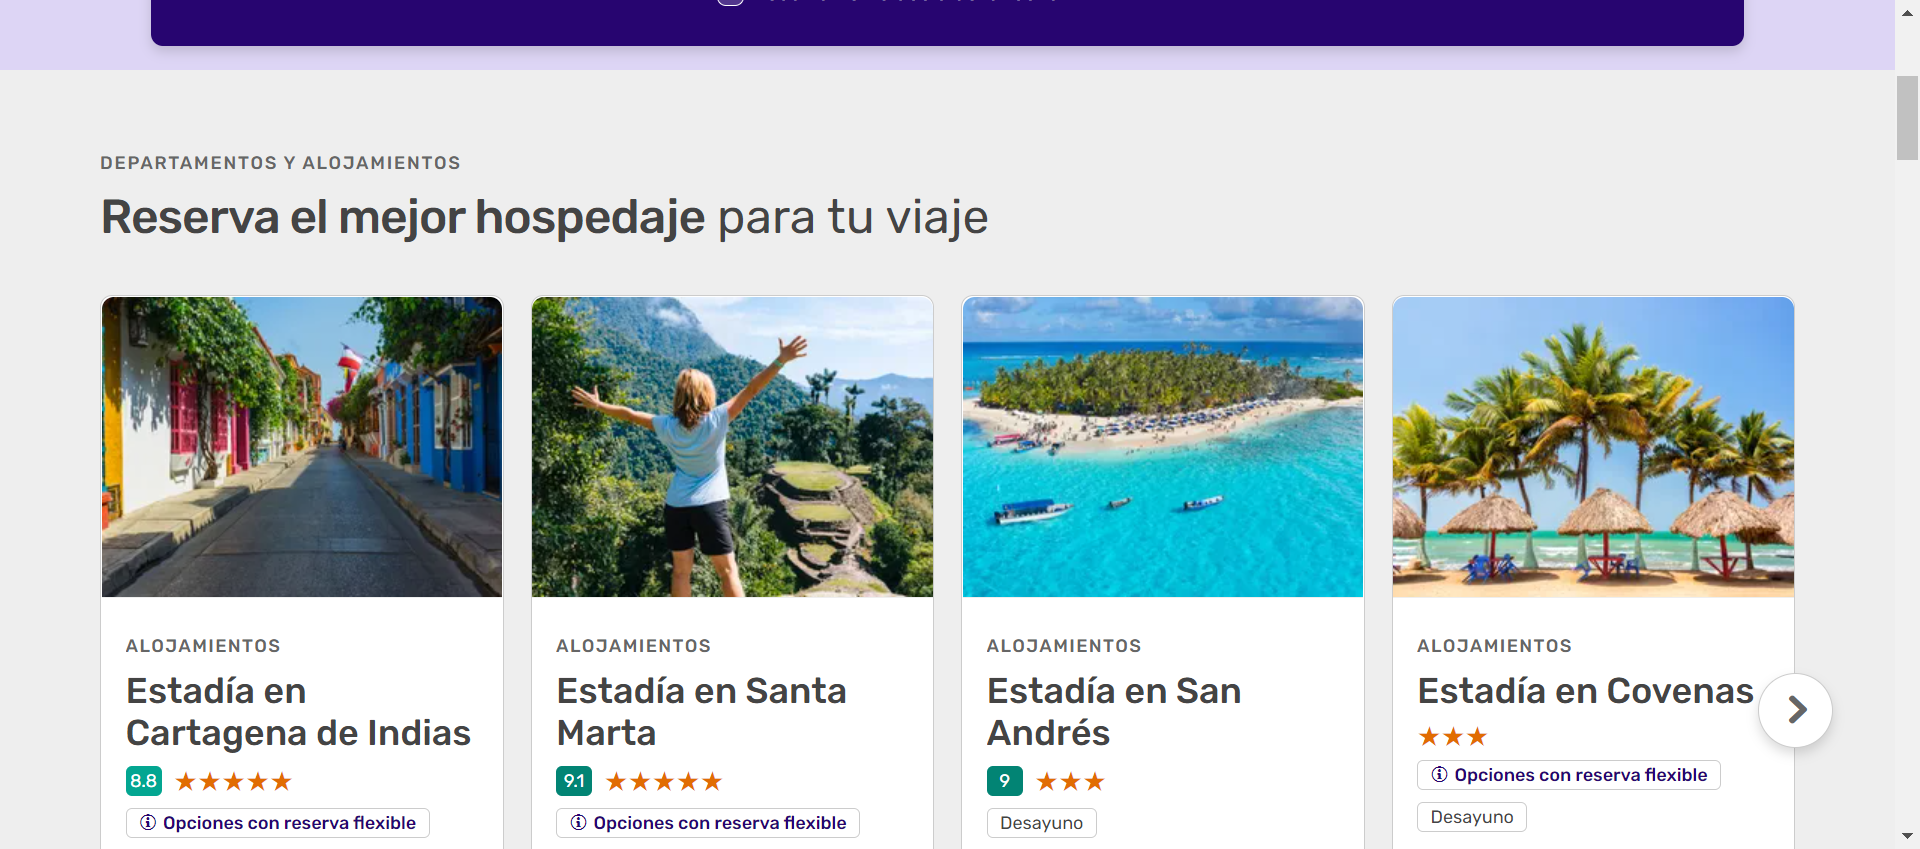 DEPARTAMENTOS Y ALOJAMIENTOS
Reserva el mejor hospedaje para tu viaje
ALOJAMIENTOS
Estadía en
Cartagena de Indias
8.8
Opciones con reserva flexible
ALOJAMIENTOS
Estadía en Santa
Marta
9.1
Opciones con reserva flexible
ALOJAMIENTOS
Estadía en San
Andrés
9
Desayuno
ALOJAMIENTOS
Estadía en Covenas
Opciones con reserva flexible
Desayuno